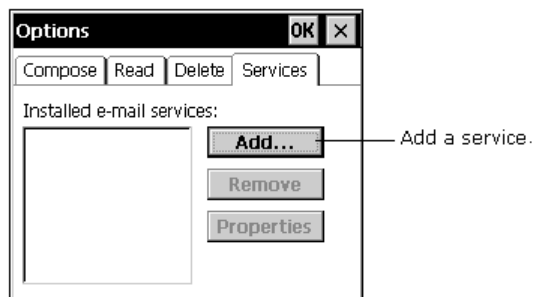 Options OK ×
Compose Read Delete Services
Installed e-mail services:
Add... Add a service.
Remove
Properties